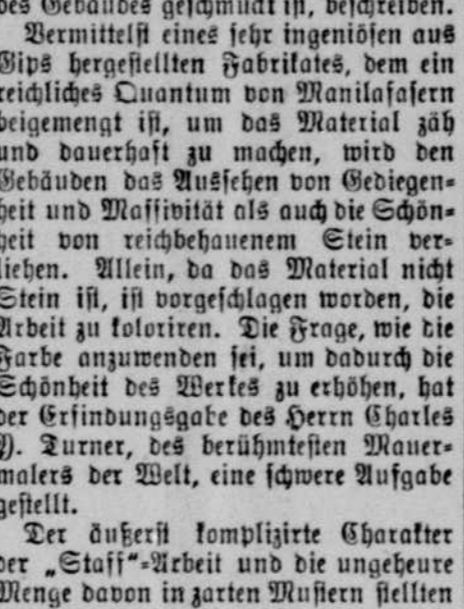 des Gebäudes geschmückt ist, beschreiben.
Vermittelst eines sehr ingeniösen aus
Gips hergestellten Fabrikates, dem ein
reichliches Quantum von Manilafasern
beigemengt ist, um das Material zäh
und dauerhaft zu machen, wird den
Gebäuden das Aussehen von Gediegen-
heit und Massivität als auch die Schön-
heit von reichbehauenem Stein ver-
liehen. Allein, da das Material nicht
Stein ist, ist vorgeschlagen worden, die
Arbeit zu koloriren. Die Frage, wie die
Farbe anzuwenden sei, um dadurch die
Schönheit des Werkes zu erhöhen, hat
der Erfindungsgabe des Herrn Charles
Y. Turner, des berühmtesten Mauer-
malers der Welt, eine schwere Aufgabe
gestellt.
Der äußerst komplizirte Charakter
der „Staff“-Arbeit und die ungeheure
Menge davon in zarten Mustern stellten